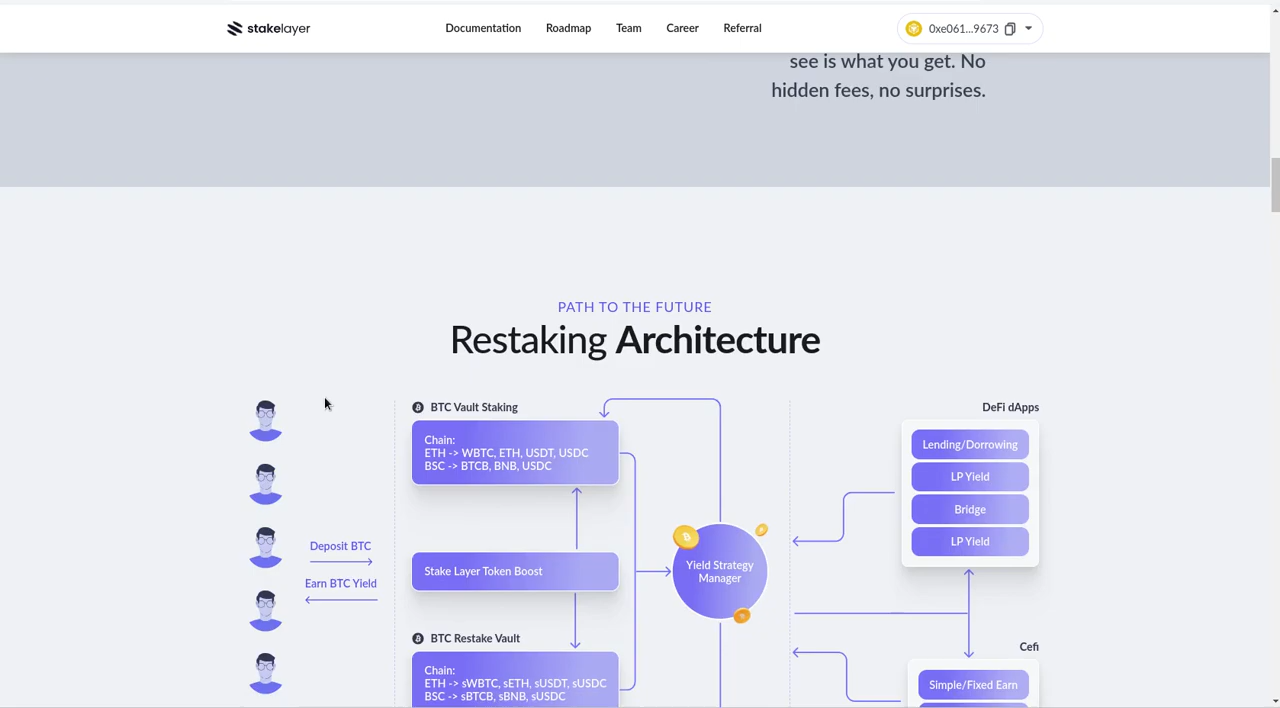 stakelayer
Documentation
Roadmap
Team
Career
Referral
0xe061...9673
see is what you get. No
hidden fees, no surprises.
PATH TO THE FUTURE
Restaking Architecture
BTC Vault Staking
Chain:
ETH -> WBTC, ETH, USDT, USDC
BSC -> BTCB, BNB, USDC
Stake Layer Token Boost
BTC Restake Vault
Chain:
ETH -> sWBTC, sETH, sUSDT, sUSDC
BSC -> sBTCB, sBNB, sUSDC
Deposit BTC
Earn BTC Yield
Yield Strategy
Manager
DeFi dApps
Lending/Dorrowing
LP Yield
Bridge
LP Yield
Cefi
Simple/Fixed Earn